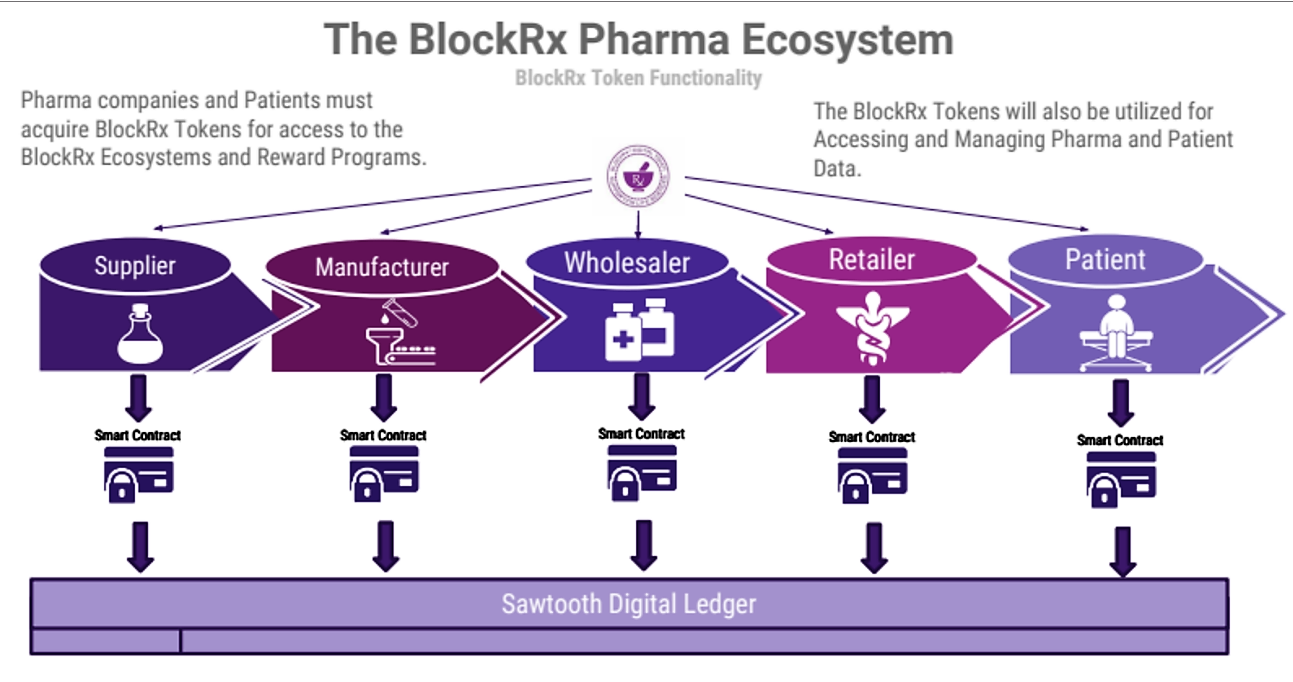 The BlockRx Pharma Ecosystem
BlockRx Token Functionality
Pharma companies and Patients must
acquire BlockRx Tokens for access to the
BlockRx Ecosystems and Reward Programs.
The BlockRx Tokens will also be utilized for
Accessing and Managing Pharma and Patient
Data.
Rx
Supplier
Manufacturer
Wholesaler
Retailer
Patient
Smart Contract
Smart Contract
Smart Contract
Smart Contract
Smart Contract
Sawtooth Digital Ledger